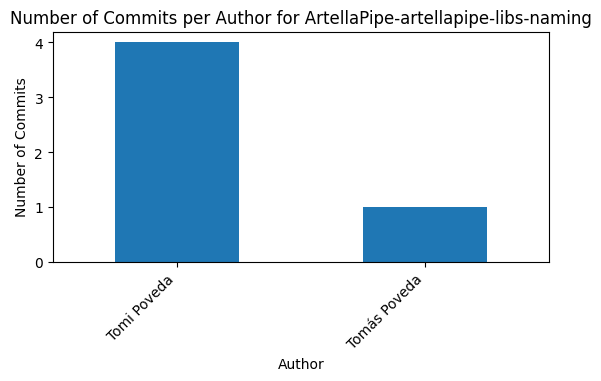 Number of Commits per Author for ArtellaPipe-artellapipe-libs-naming
Number of Commits
4
3
2
1
0
Tomi Poveda
Tomás Poveda
Author